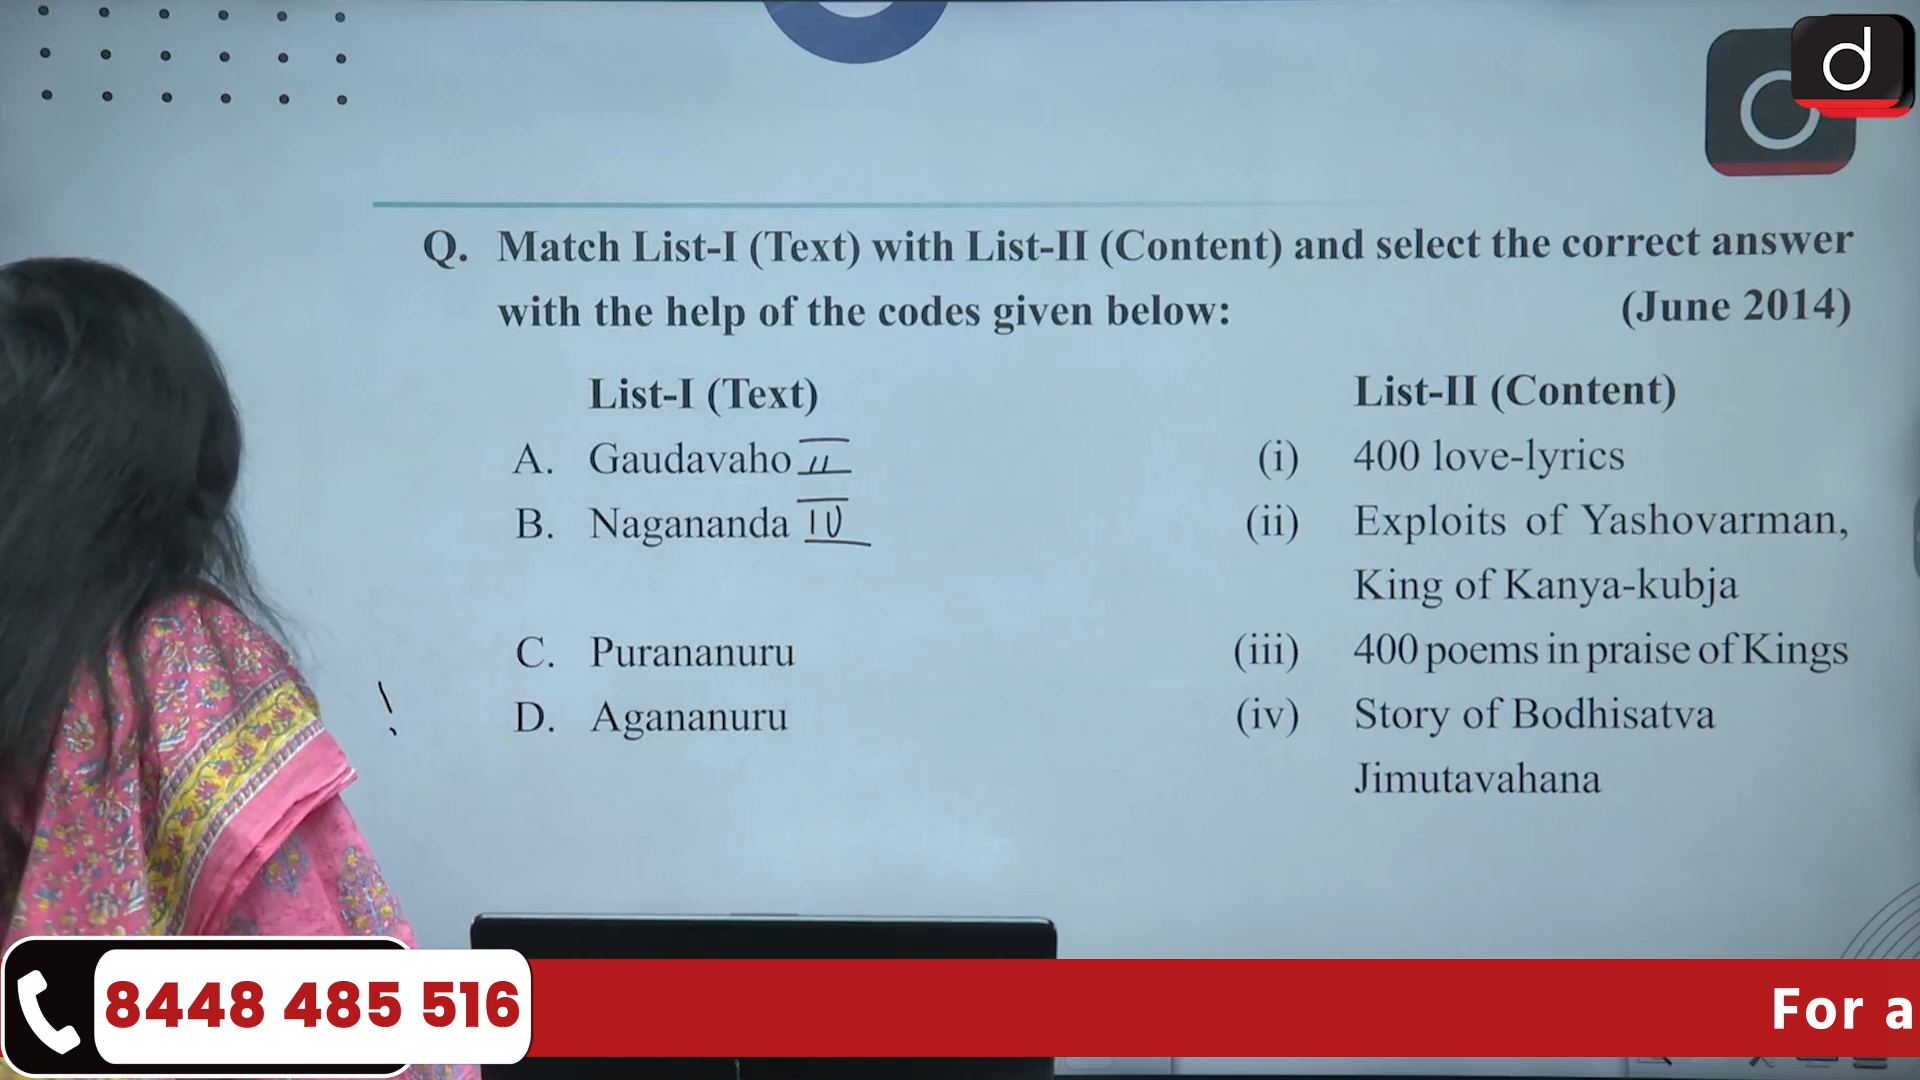 d
Q. Match List-I (Text) with List-II (Content) and select the correct answer
with the help of the codes given below: (June 2014)
List-I (Text) List-II (Content)
A. Gaudavaho II (i) 400 love-lyrics
B. Nagananda IV (ii) Exploits of Yashovarman,
King of Kanya-kubja
C. Purananuru (iii) 400 poems in praise of Kings
D. Agananuru (iv) Story of Bodhisatva
Jimutavahana
8448 485 516 For a